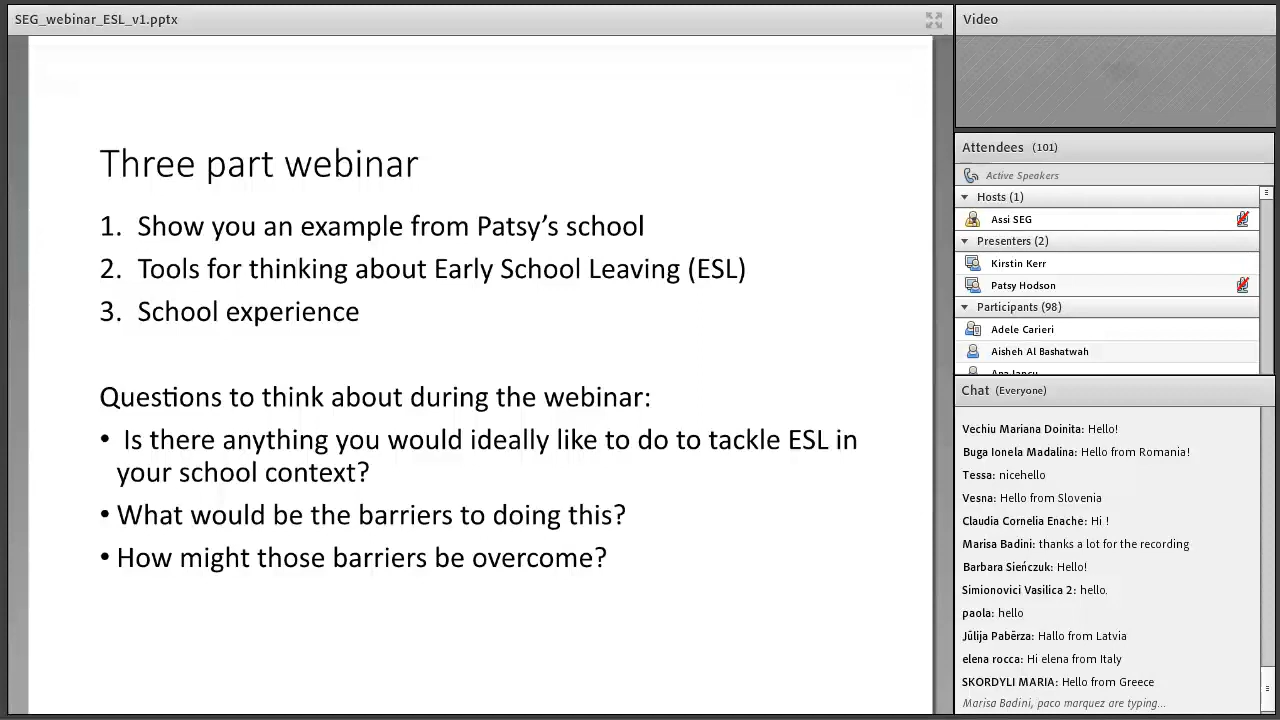 SEG_webinar_ESL_v1.pptx
Three part webinar
1. Show you an example from Patsy's school
2. Tools for thinking about Early School Leaving (ESL)
3. School experience
Questions to think about during the webinar:
• Is there anything you would ideally like to do to tackle ESL in
your school context?
• What would be the barriers to doing this?
• How might those barriers be overcome?
Video
Attendees (101)
Active Speakers
Hosts (1)
Assi SEG
Presenters (2)
Kirstin Kerr
Patsy Hodson
Participants (98)
Adele Carieri
Aisheh Al Bashatwah
Chat (Everyone)
Vechiu Mariana Doinita: Hello!
Buga Ionela Madalina: Hello from Romania!
Tessa: nicehello
Vesna: Hello from Slovenia
Claudia Cornelia Enache: Hi !
Marisa Badini: thanks a lot for the recording
Barbara Sieńczuk: Hello!
Simionovici Vasilica 2: hello.
paola: hello
Jūlija Pabērza: Hallo from Latvia
elena rocca: Hi elena from Italy
SKORDYLI MARIA: Hello from Greece
Marisa Badini, paco marquez are typing...